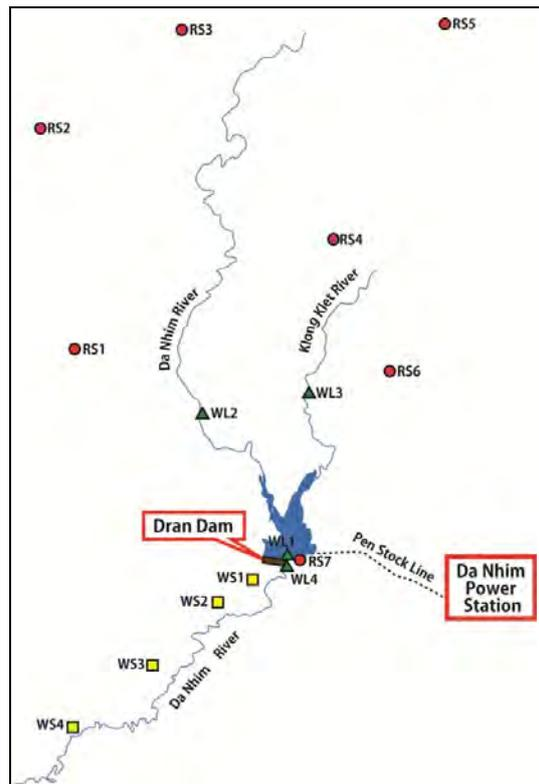 RS3
RS5
RS2
RS4
Da Nhim River
Klong Klet River
RS1
RS6
WL3
WL2
Dran Dam
WL1
RS7
Pen Stock Line
WL4
WS1
Da Nhim
Power
Station
WS2
WS3
Da Nhim River
WS4